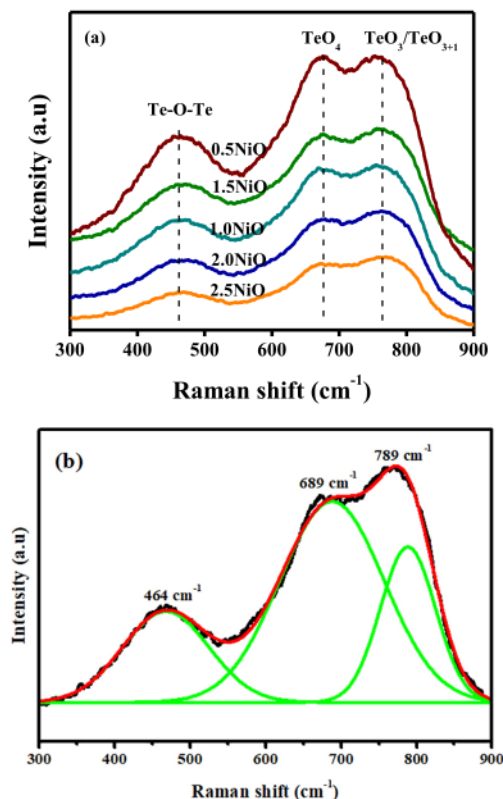 (a)
TeO4
TeO3/TeO3+1
Te-O-Te
0.5NiO
1.5NiO
1.0NiO
2.0NiO
2.5NiO
Intensity (a.u)
300 400 500 600 700 800 900
Raman shift (cm-1)
(b)
789 cm-1
689 cm-1
464 cm-1
Intensity (a.u)
300 400 500 600 700 800 900
Raman shift (cm-1)